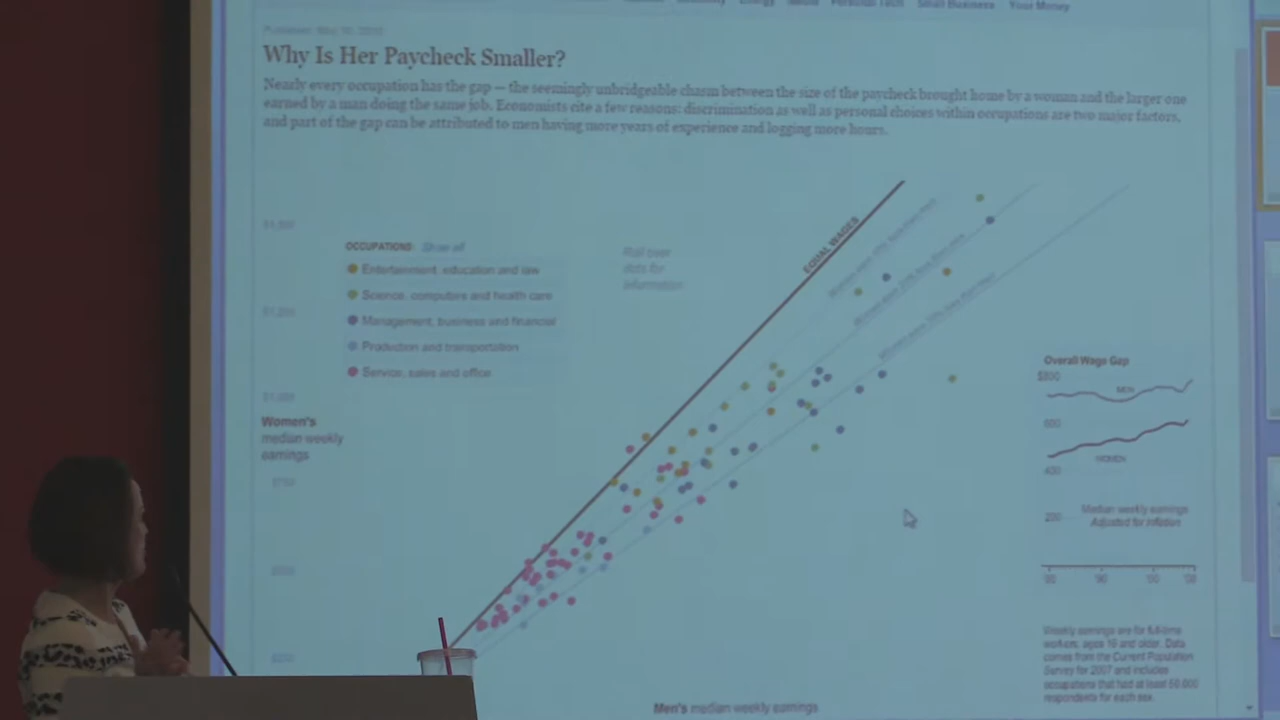 Personal Tech Small Business Your Money
Why Is Her Paycheck Smaller?
Nearly every occupation has the gap — the seemingly unbridgeable chasm between the size of the paycheck brought home by a woman and the larger one
earned by a man doing the same job. Economists cite a few reasons: discrimination as well as personal choices within occupations are two major factors,
and part of the gap can be attributed to men having more years of experience and logging more hours.
OCCUPATIONS: Show all
Entertainment, education and law
Science, computers and health care
Management, business and financial
Production and transportation
Service, sales and office
Roll over
dots for
information
EQUAL WAGES
Women's
median weekly
earnings
Men's median weekly earnings
Overall Wage Gap
$800
MEN
600
WOMEN
400
200
Median weekly earnings
Adjusted for inflation
Weekly earnings are for full-time
workers, ages 16 and older. Data
comes from the Current Population
Survey for 2007 and includes
occupations that had at least 50,000
respondents for each sex.